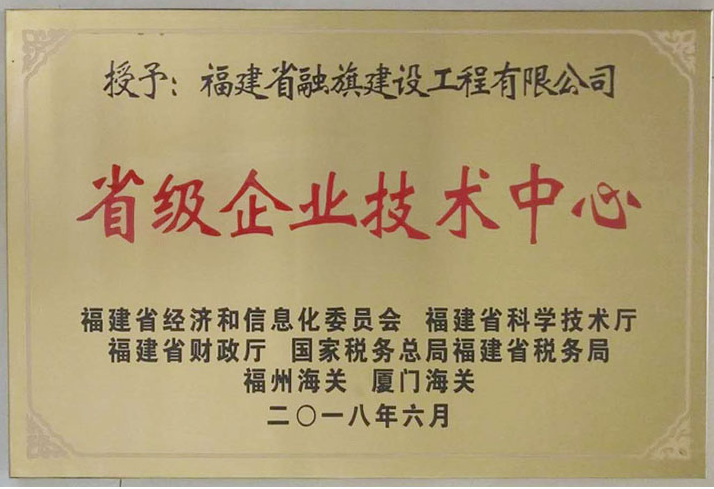 授予：福建省融旗建设工程有限公司
省级企业技术中心
福建省经济和信息化委员会 福建省科学技术厅
福建省财政厅 国家税务总局福建省税务局
福州海关 厦门海关
二〇一八年六月